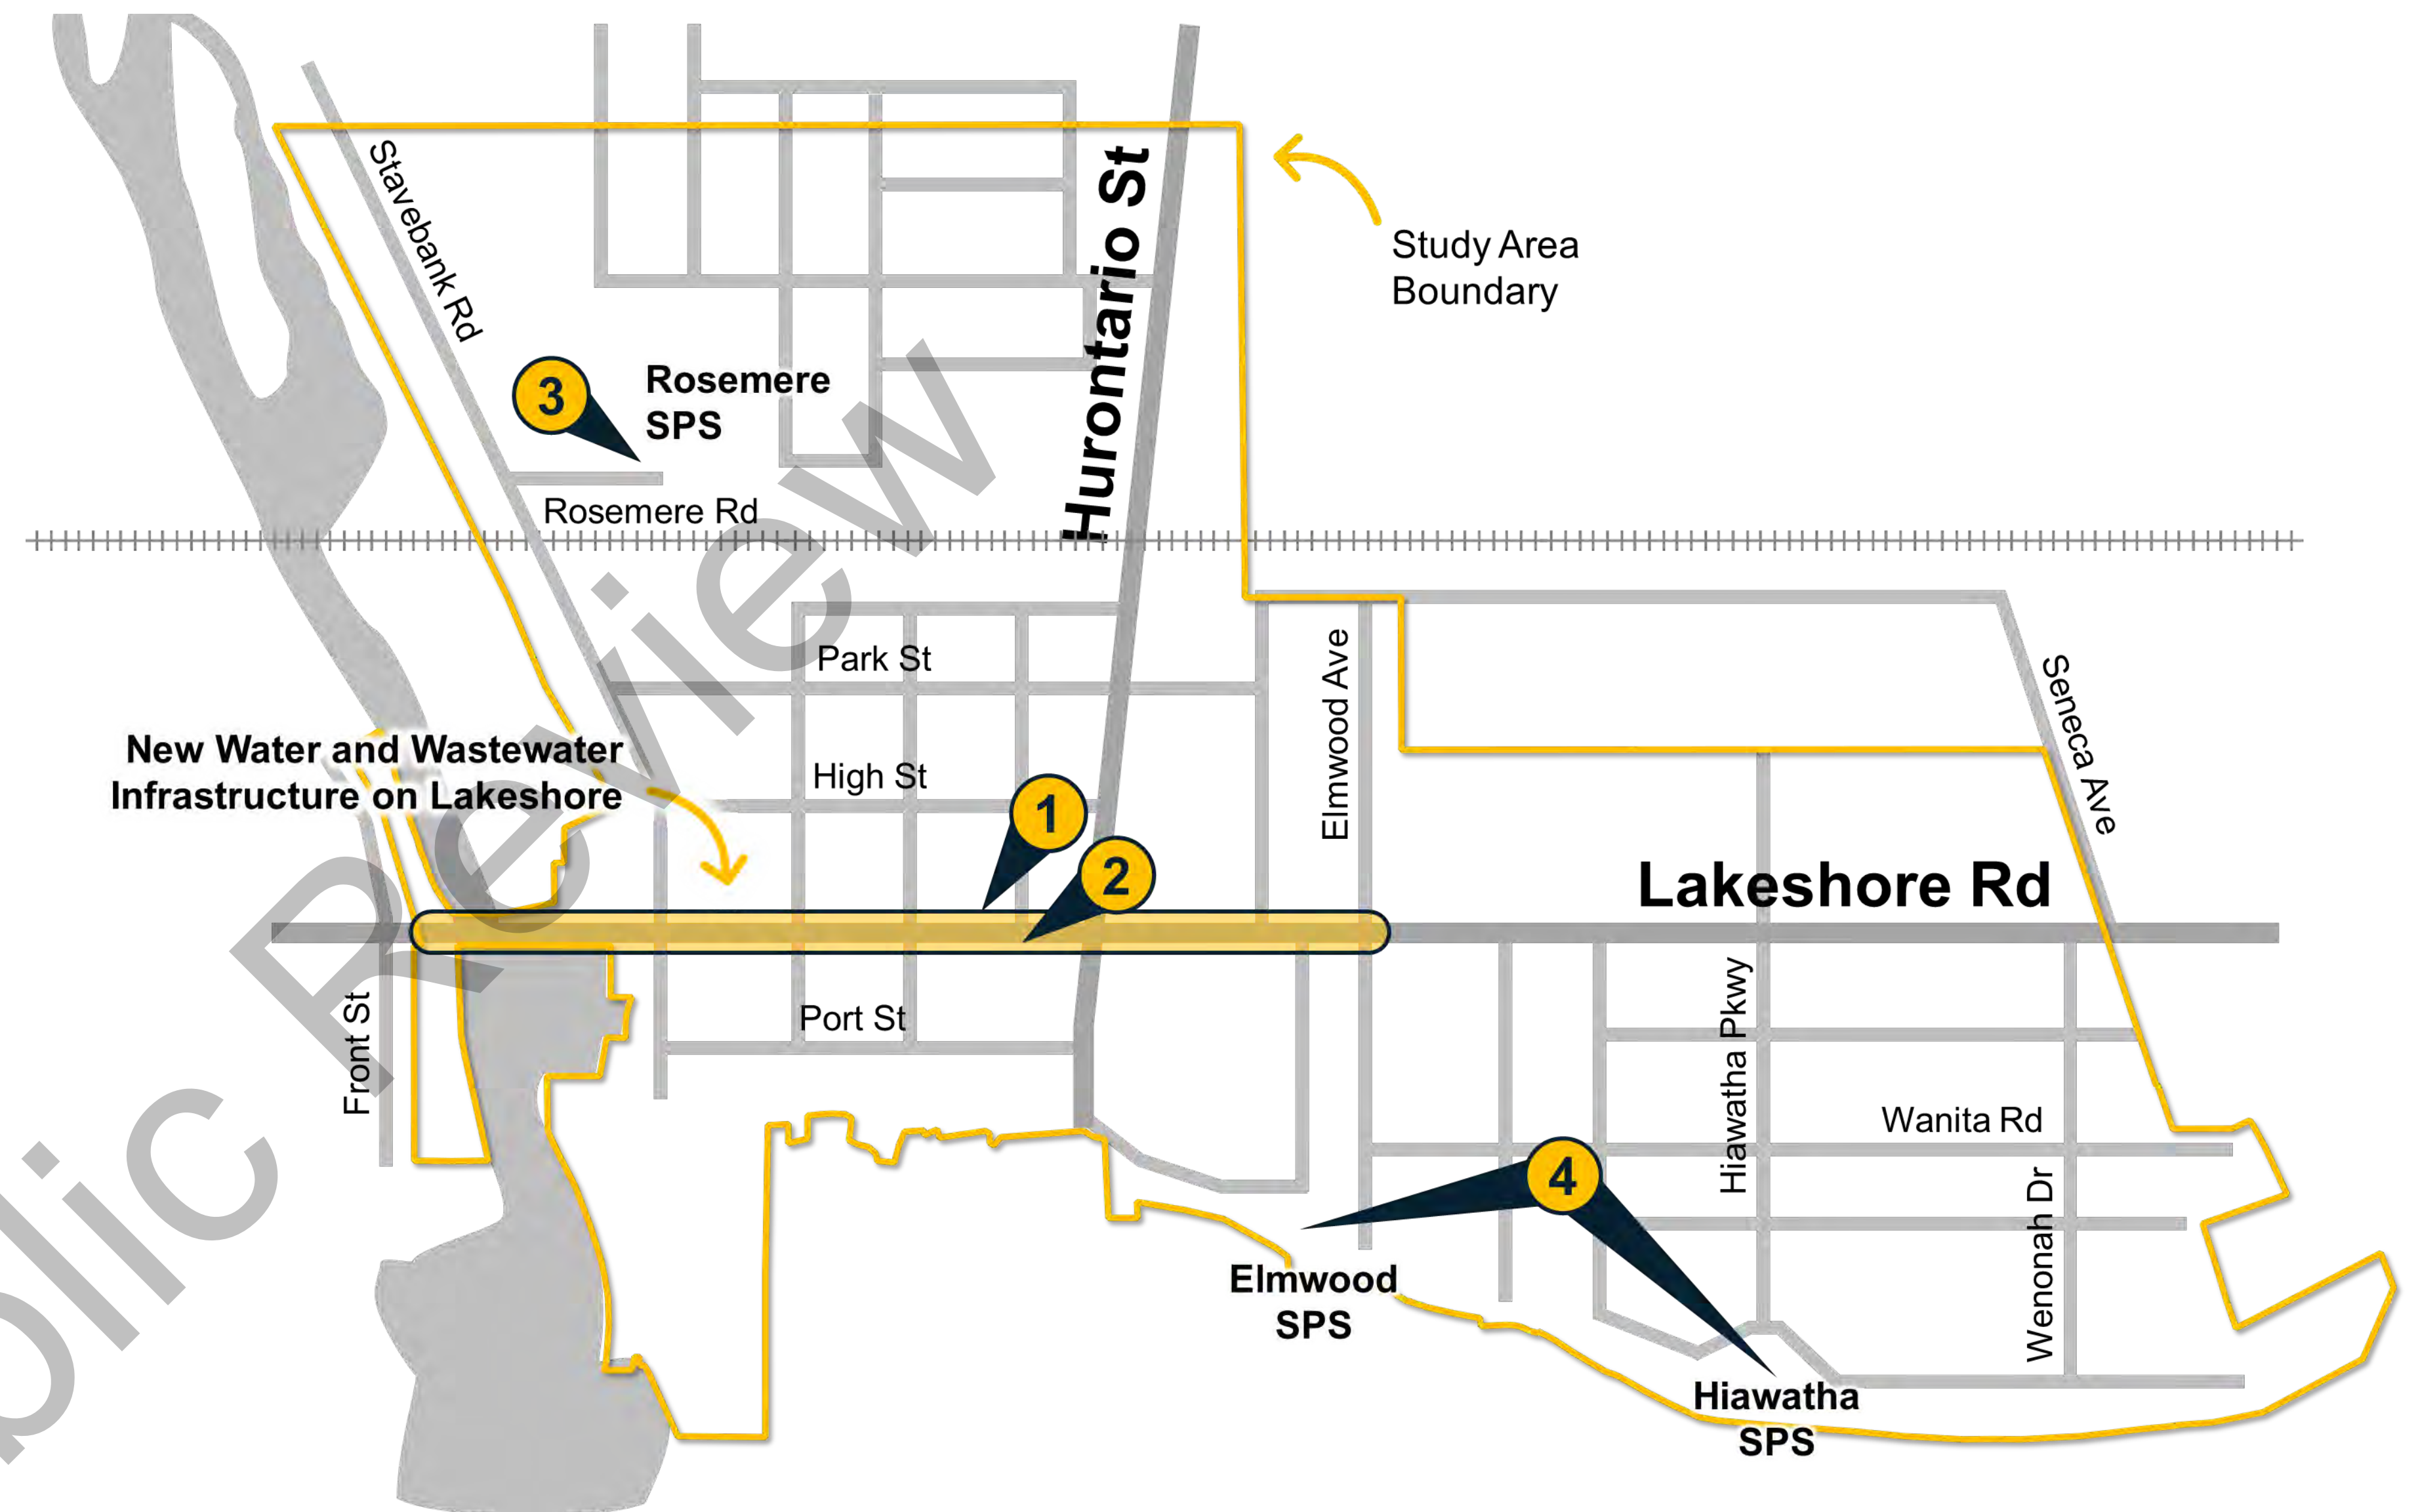 Stavebank Rd
Hurontario St
Study Area
Boundary
3
Rosemere
SPS
Rosemere Rd
Park St
Elmwood Ave
Seneca Ave
New Water and Wastewater
Infrastructure on Lakeshore
High St
1
2
Lakeshore Rd
Front St
Port St
Hiawatha Pkwy
Wanita Rd
4
Wenonah Dr
Elmwood
SPS
Hiawatha
SPS
blic Review